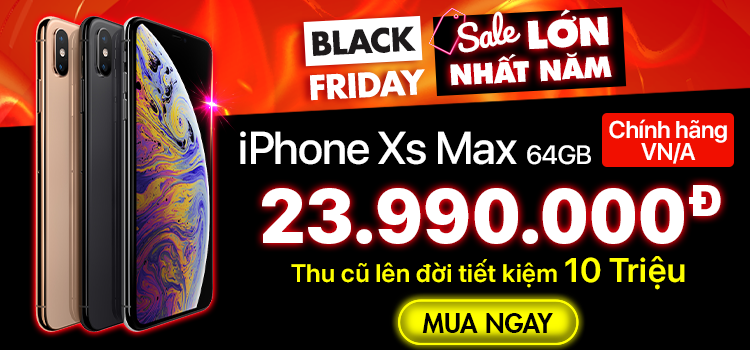 BLACK
FRIDAY
Sale LỚN
NHẤT NĂM
iPhone Xs Max 64GB
Chính hãng
VN/A
23.990.000Đ
Thu cũ lên đời tiết kiệm 10 Triệu
MUA NGAY